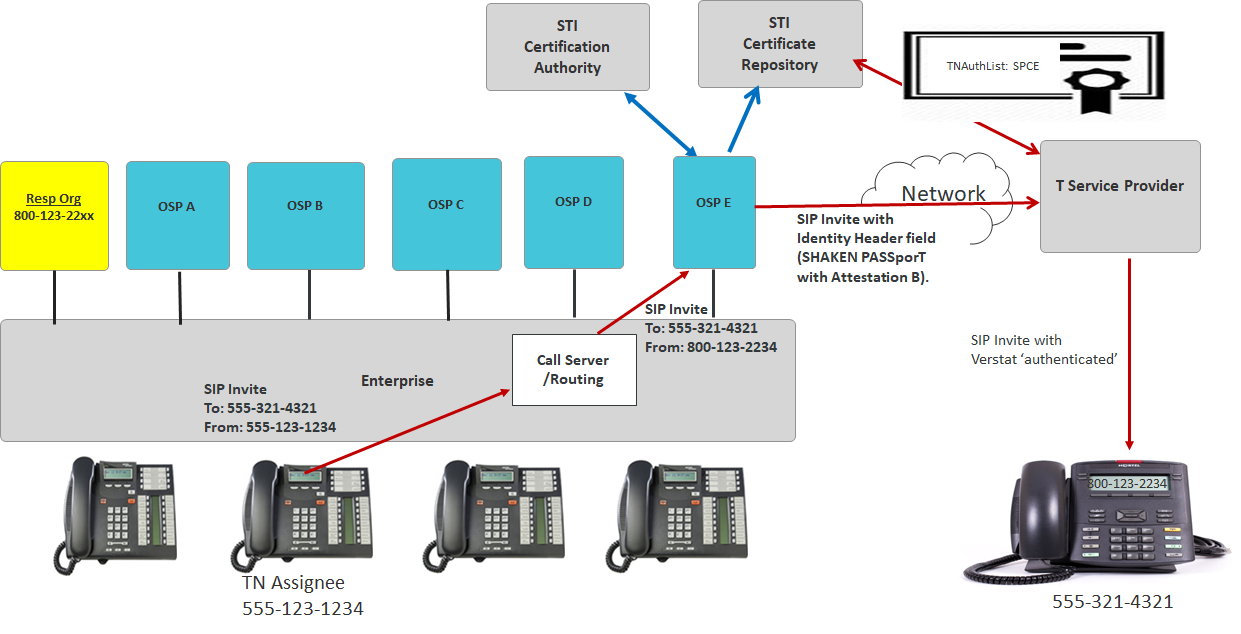 STI
Certification
Authority
STI
Certificate
Repository
TNAuthList: SPCE
Resp Org
800-123-22xx
OSP A
OSP B
OSP C
OSP D
OSP E
Network
T Service Provider
SIP Invite with
Identity Header field
(SHAKEN PASSporT
with Attestation B).
SIP Invite
To: 555-321-4321
From: 800-123-2234
Call Server
/Routing
Enterprise
SIP Invite
To: 555-321-4321
From: 555-123-1234
SIP Invite with
Verstat ‘authenticated’
NORTEL
800-123-2234
TN Assignee
555-123-1234
555-321-4321